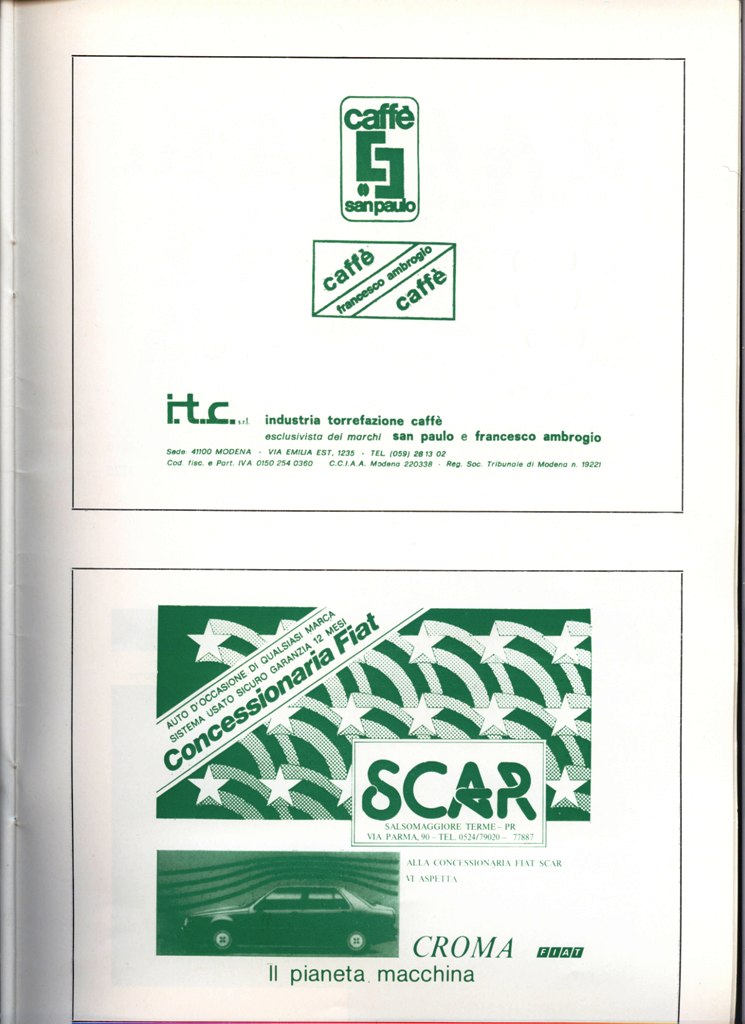 caffè
san paulo
caffè
francesco ambrogio
caffè
i.t.c. s.r.l. industria torrefazione caffè
esclusivista dei marchi san paulo e francesco ambrogio
Sede: 41100 MODENA - VIA EMILIA EST, 1235 - TEL (059) 28 13 02
Cod. fisc. e Part. IVA 0150 254 0360 C.C.I.A.A. Modena 220338 - Reg. Soc. Tribunale di Modena n. 19221
AUTO D'OCCASIONE DI QUALSIASI MARCA
SISTEMA USATO SICURO GARANZIA 12 MESI
Concessionaria Fiat
SCAR
SALSOMAGGIORE TERME - PR
VIA PARMA, 90 - TEL. 0524/79020 - 77887
ALLA CONCESSIONARIA FIAT SCAR
VI ASPETTA
CROMA FIAT
Il pianeta macchina